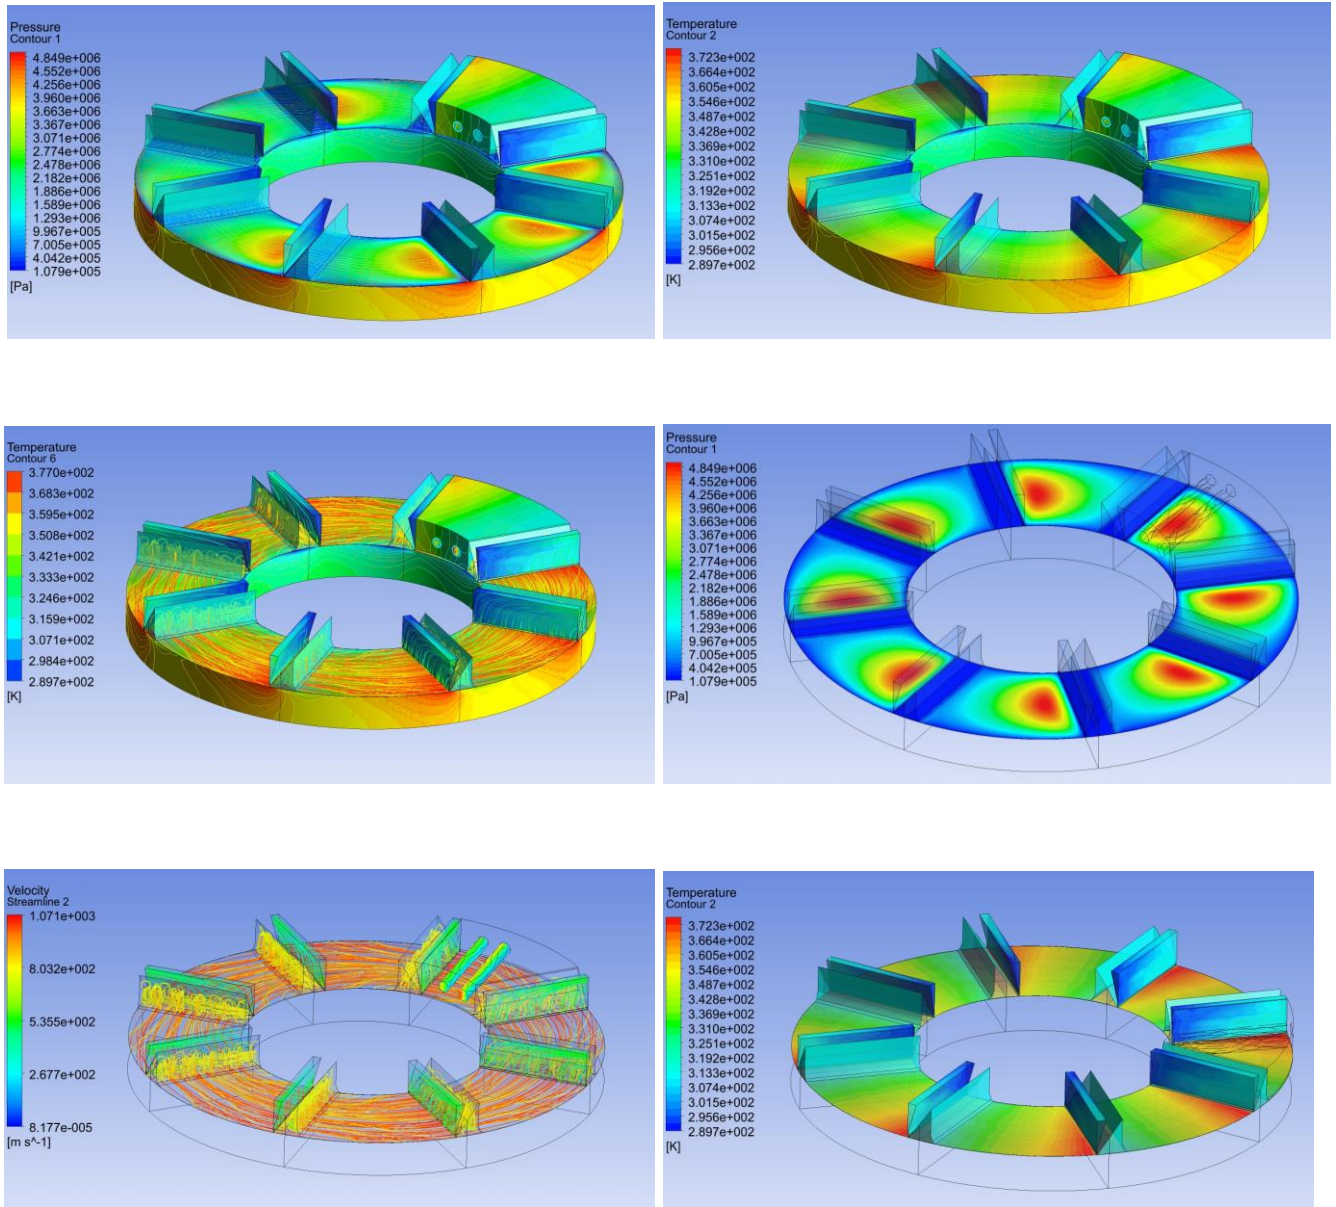 Pressure
Contour 1
4.849e+006
4.552e+006
4.256e+006
3.960e+006
3.663e+006
3.367e+006
3.071e+006
2.774e+006
2.478e+006
2.182e+006
1.886e+006
1.589e+006
1.293e+006
9.967e+005
7.005e+005
4.042e+005
1.079e+005
[Pa]
Temperature
Contour 2
3.723e+002
3.664e+002
3.605e+002
3.546e+002
3.487e+002
3.428e+002
3.369e+002
3.310e+002
3.251e+002
3.192e+002
3.133e+002
3.074e+002
3.015e+002
2.956e+002
2.897e+002
[K]
Temperature
Contour 6
3.770e+002
3.683e+002
3.595e+002
3.508e+002
3.421e+002
3.333e+002
3.246e+002
3.159e+002
3.071e+002
2.984e+002
2.897e+002
[K]
Pressure
Contour 1
4.849e+006
4.552e+006
4.256e+006
3.960e+006
3.663e+006
3.367e+006
3.071e+006
2.774e+006
2.478e+006
2.182e+006
1.886e+006
1.589e+006
1.293e+006
9.967e+005
7.005e+005
4.042e+005
1.079e+005
[Pa]
Velocity
Streamline 2
1.071e+003
8.032e+002
5.355e+002
2.677e+002
8.177e-005
[m s^-1]
Temperature
Contour 2
3.723e+002
3.664e+002
3.605e+002
3.546e+002
3.487e+002
3.428e+002
3.369e+002
3.310e+002
3.251e+002
3.192e+002
3.133e+002
3.074e+002
3.015e+002
2.956e+002
2.897e+002
[K]